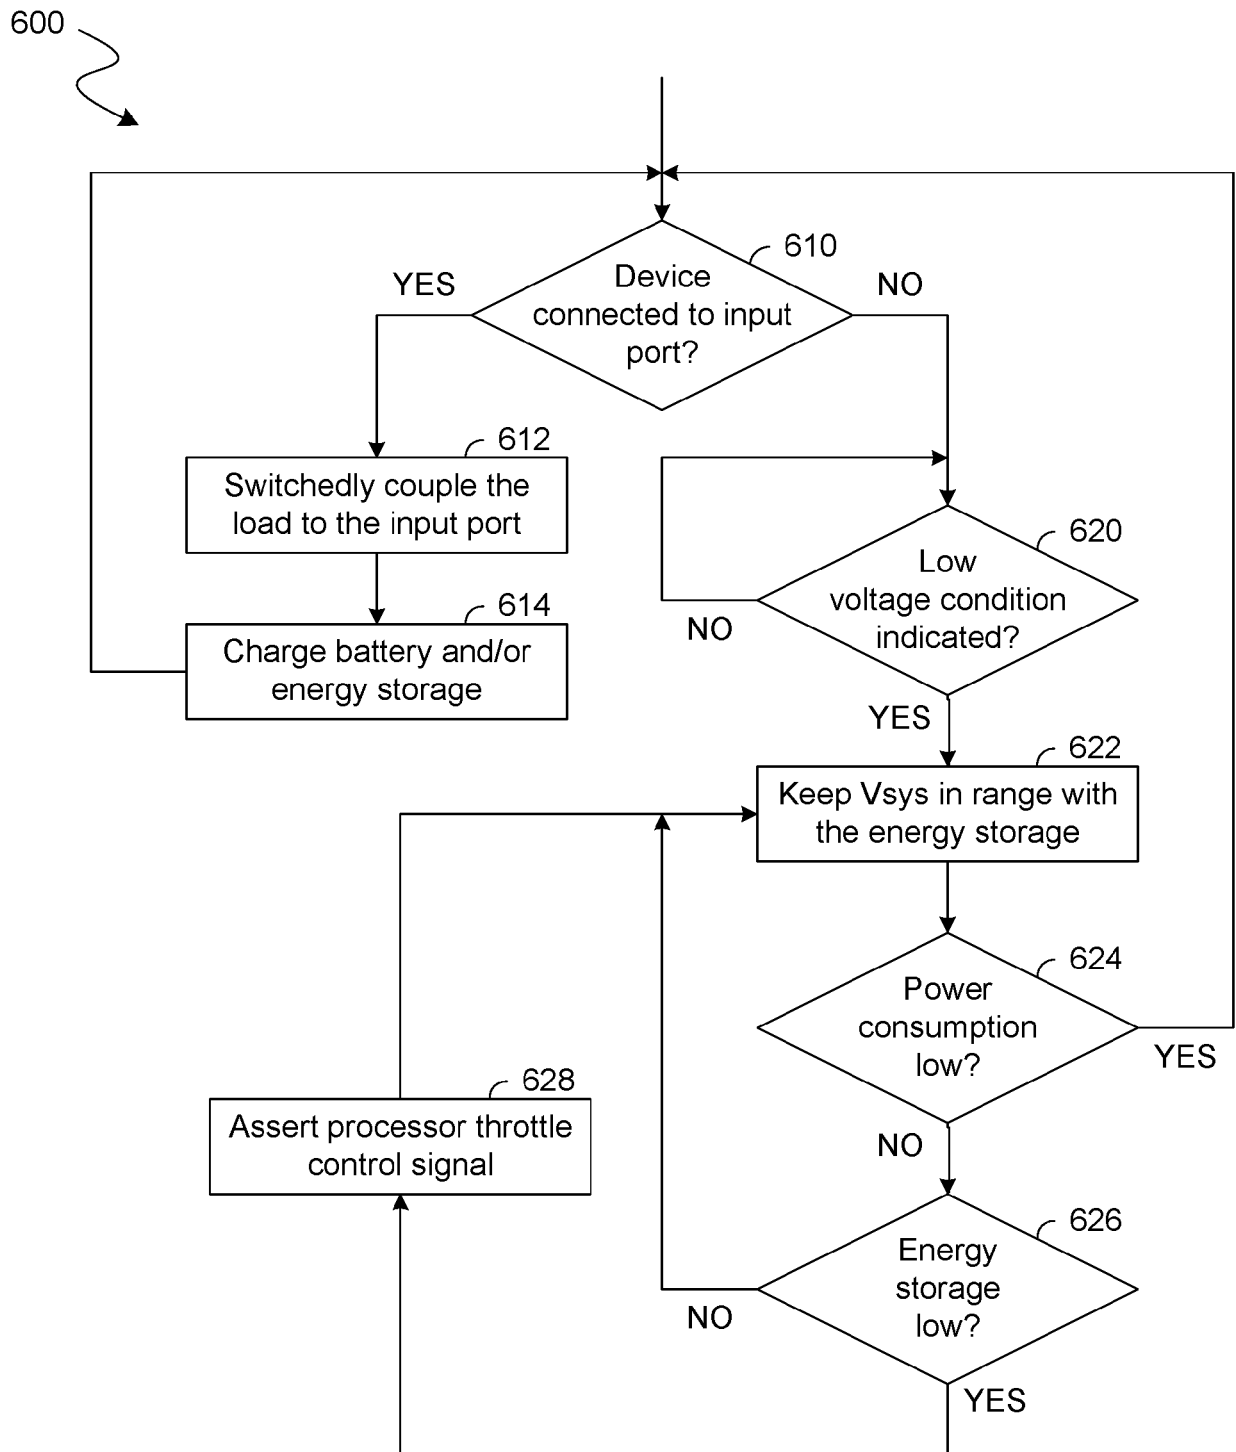 600
610
Device
connected to input
port?
YES
NO
612
Switchedly couple the
load to the input port
614
Charge battery and/or
energy storage
620
Low
voltage condition
indicated?
NO
YES
622
Keep Vsys in range with
the energy storage
624
Power
consumption
low?
YES
NO
628
Assert processor throttle
control signal
626
Energy
storage
low?
NO
YES